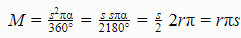 M = s²πα/360° = s sπα/2180° = s/2 2rπ = rπs